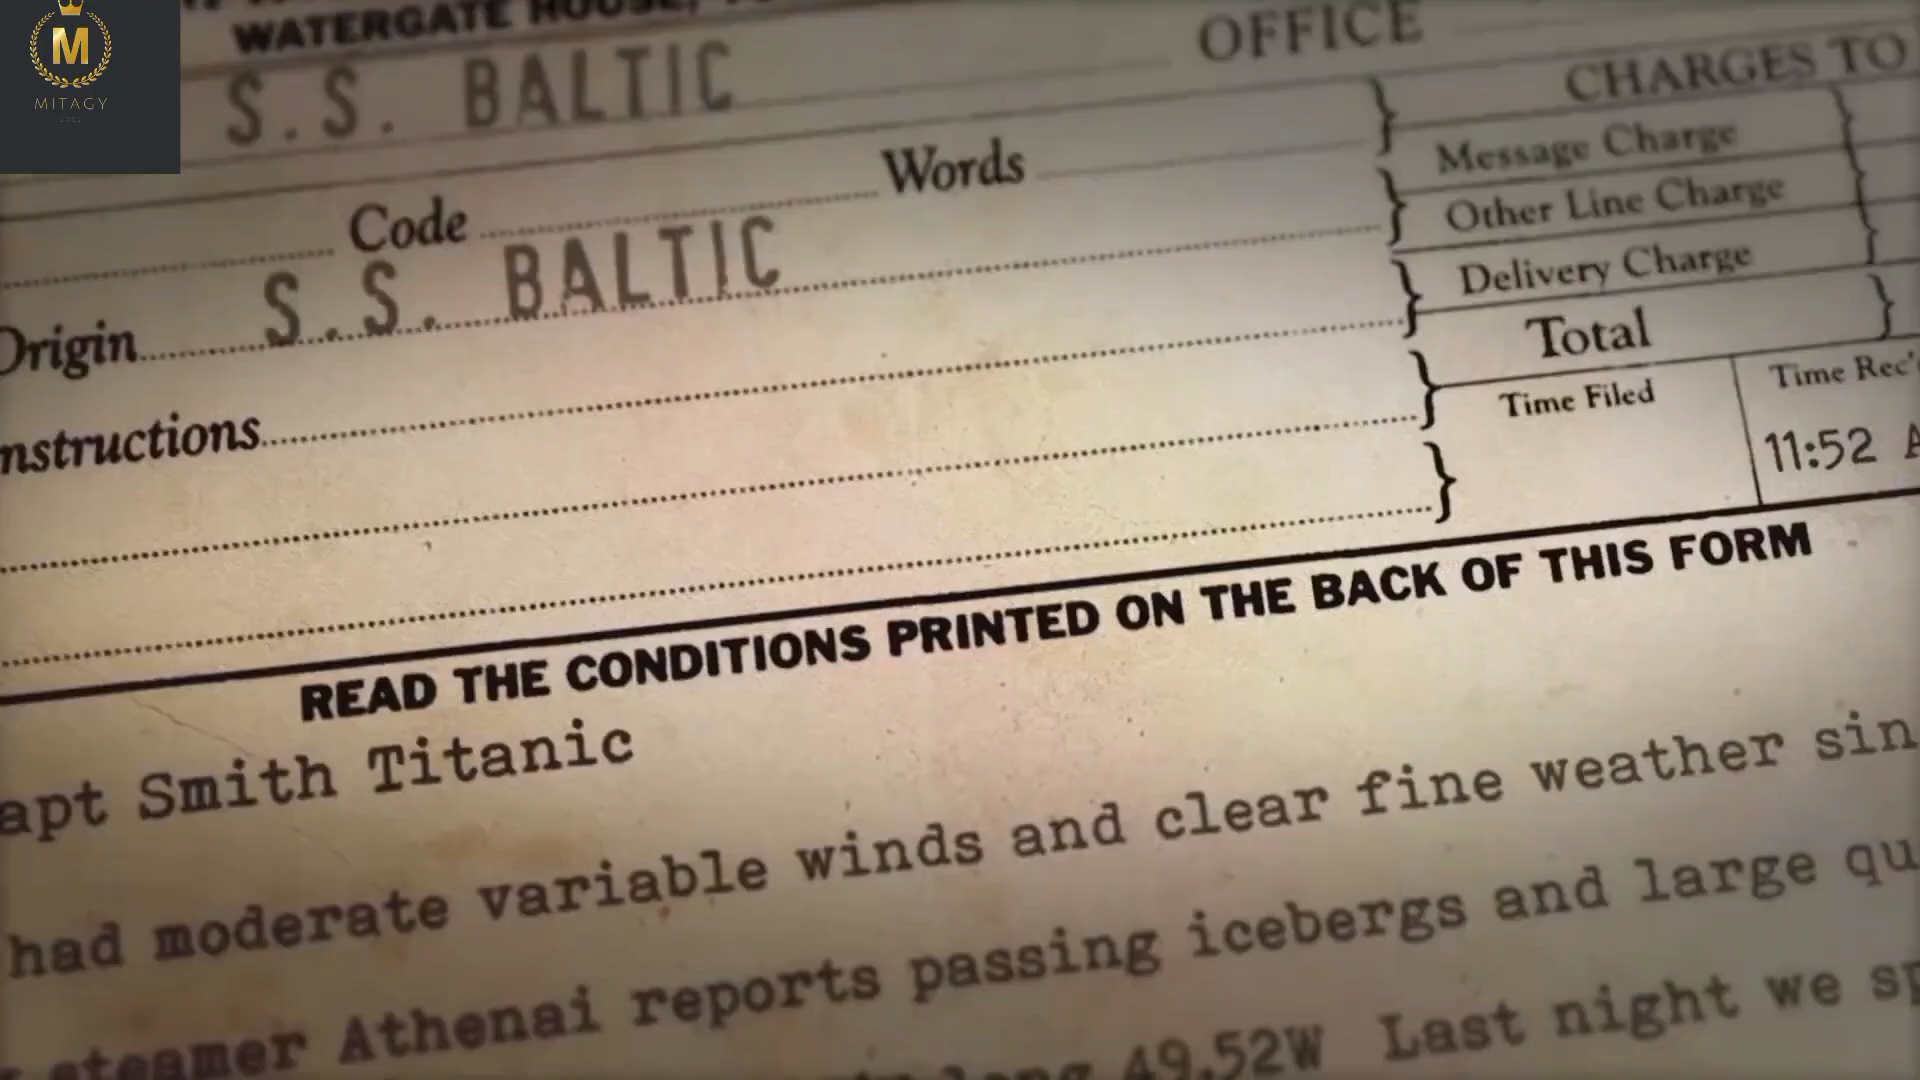 M
MITAGY
WATERGATE HOUSE,
OFFICE
S.S. BALTIC
CHARGES TO
Code Words
Message Charge
Other Line Charge
Origin S.S. BALTIC
Delivery Charge
Total
nstructions
Time Filed
Time Rec'
11:52 A
READ THE CONDITIONS PRINTED ON THE BACK OF THIS FORM
apt Smith Titanic
had moderate variable winds and clear fine weather sin
steamer Athenai reports passing icebergs and large qu
long 49.52W Last night we sp